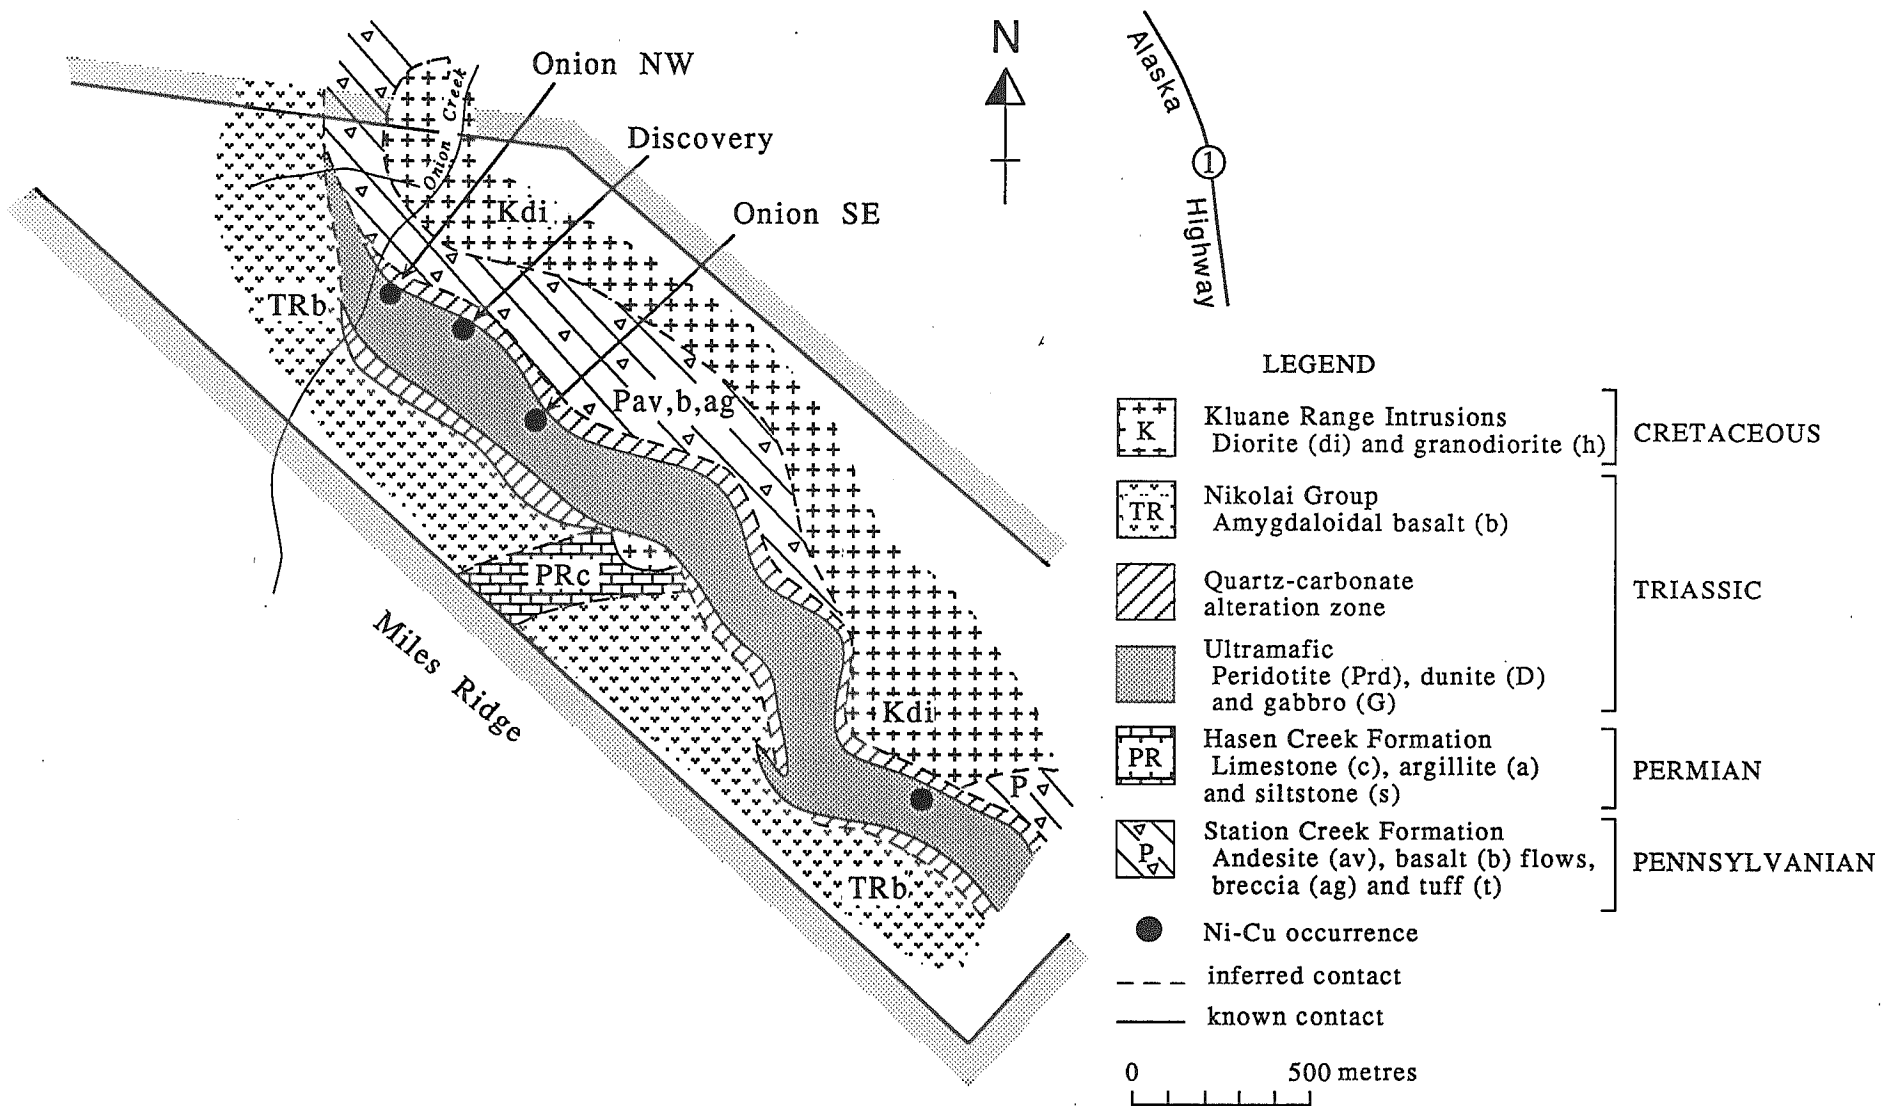 Onion NW
N
Alaska
1
Highway
Onion Creek
Discovery
Onion SE
Kdi
TRb
Pav,b,ag
PRc
Miles Ridge
Kdi
P
TRb
LEGEND
K
Kluane Range Intrusions
Diorite (di) and granodiorite (h)
CRETACEOUS
TR
Nikolai Group
Amygdaloidal basalt (b)
Quartz-carbonate
alteration zone
TRIASSIC
Ultramafic
Peridotite (Prd), dunite (D)
and gabbro (G)
PR
Hasen Creek Formation
Limestone (c), argillite (a)
and siltstone (s)
PERMIAN
P
Station Creek Formation
Andesite (av), basalt (b) flows,
breccia (ag) and tuff (t)
PENNSYLVANIAN
Ni-Cu occurrence
inferred contact
known contact
0 500 metres